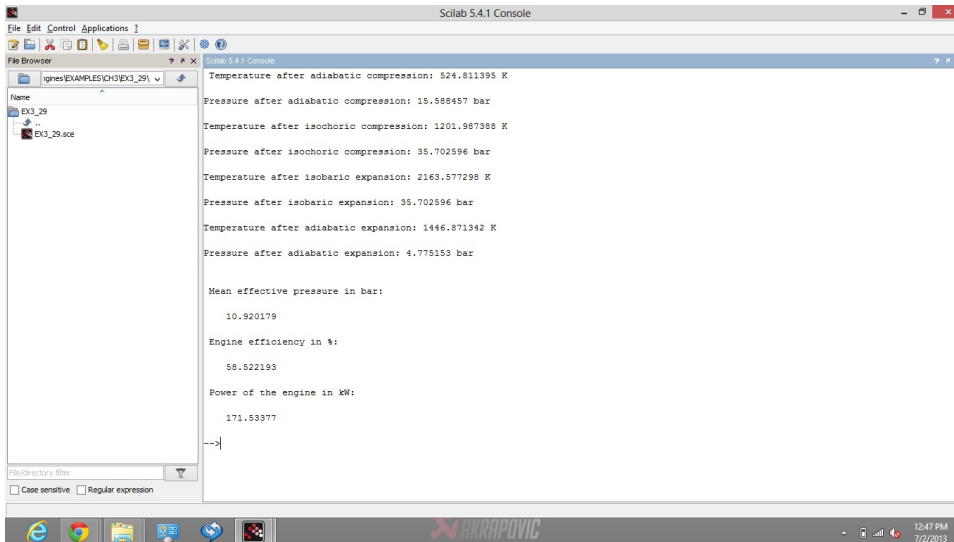 Scilab 5.4.1 Console
File Edit Control Applications ?
File Browser
Scilab 5.4.1 Console
igines\EXAMPLES\CH3\EX3_29\
Name
EX3_29
..
EX3_29.sce
Temperature after adiabatic compression: 524.811395 K
Pressure after adiabatic compression: 15.588457 bar
Temperature after isochoric compression: 1201.987388 K
Pressure after isochoric compression: 35.702596 bar
Temperature after isobaric expansion: 2163.577298 K
Pressure after isobaric expansion: 35.702596 bar
Temperature after adiabatic expansion: 1446.871342 K
Pressure after adiabatic expansion: 4.775153 bar
Mean effective pressure in bar:
10.920179
Engine efficiency in %:
58.522193
Power of the engine in kW:
171.53377
-->
File/directory filter
Case sensitive Regular expression
AKRAPOVIC
12:47 PM
7/2/2013